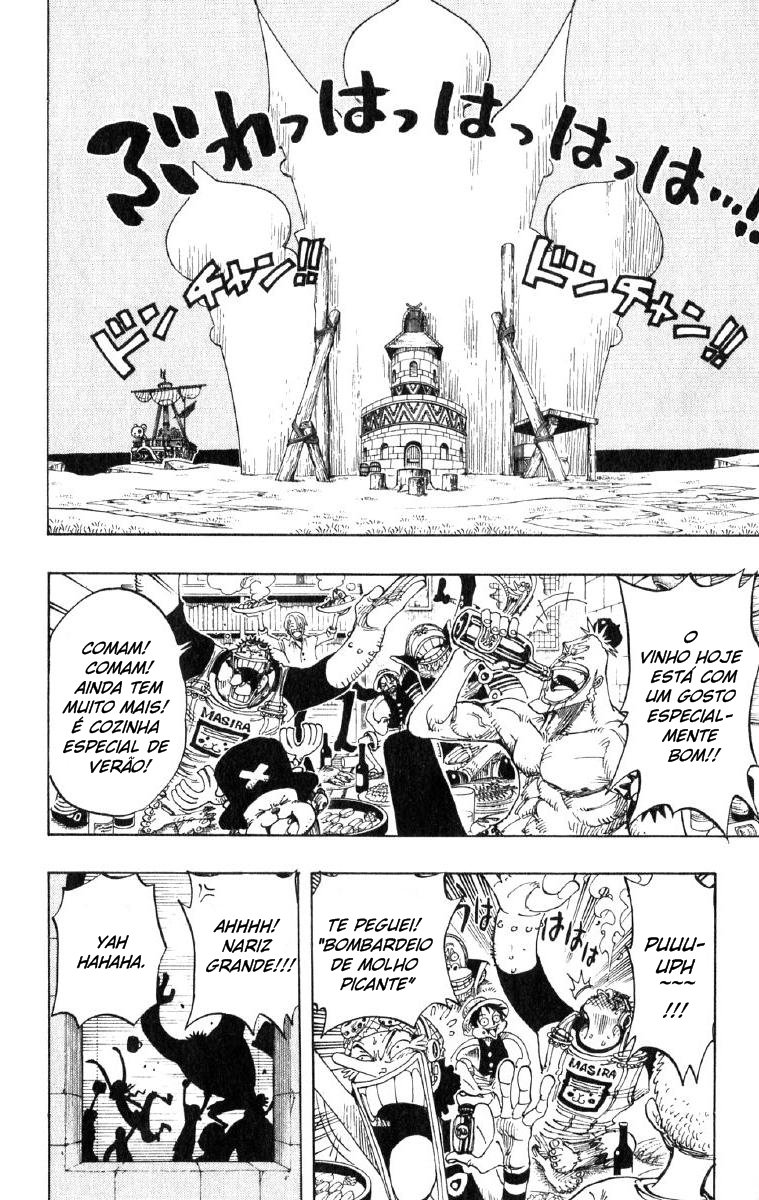 ぶわっはっはっはっはっは…!!
ドンチャン!!
ドンチャン!!
O
VINHO HOJE
ESTÁ COM
UM GOSTO
ESPECIAL-
MENTE
BOM!!
COMAM!
COMAM!
AINDA TEM
MUITO MAIS!
É COZINHA
ESPECIAL DE
VERÃO!
MASIRA
PUUU-
UPH
~~~
!!!
うはははは
TE PEGUEI!
"BOMBARDEIO
DE MOLHO
PICANTE"
MASIRA
AHHHH!
NARIZ
GRANDE!!!
YAH
HAHAHA.